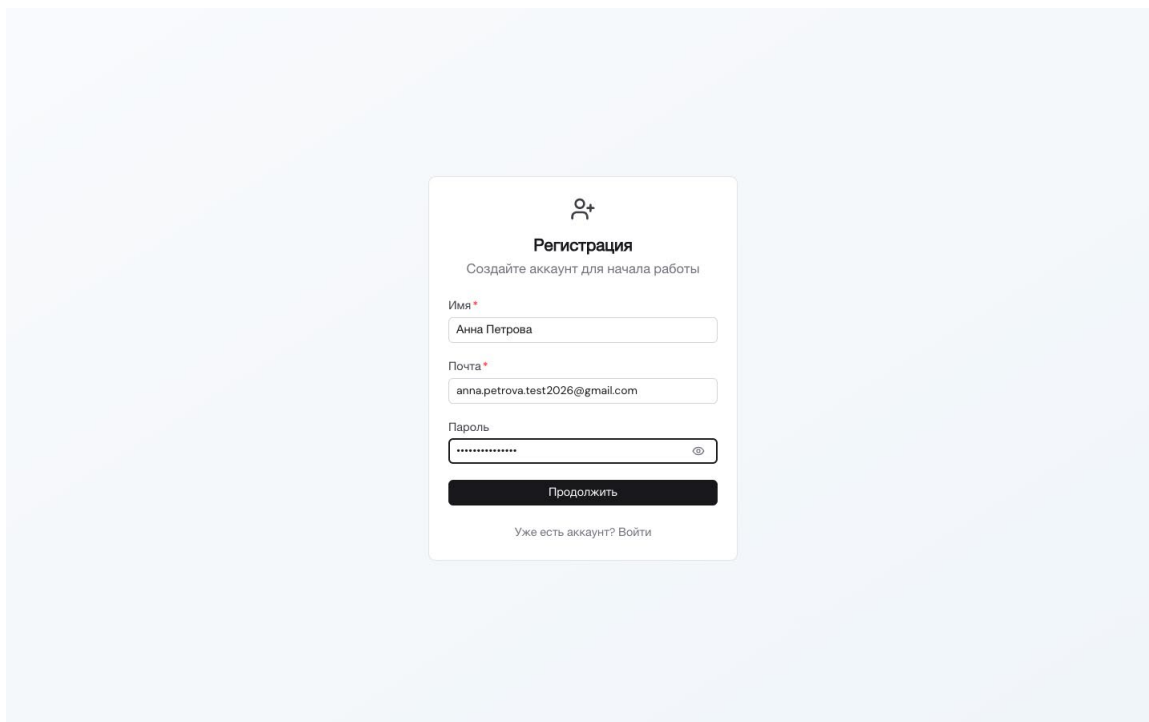 Регистрация
Создайте аккаунт для начала работы
Имя*
Анна Петрова
Почта*
anna.petrova.test2026@gmail.com
Пароль
•••••••••••••••
Продолжить
Уже есть аккаунт? Войти